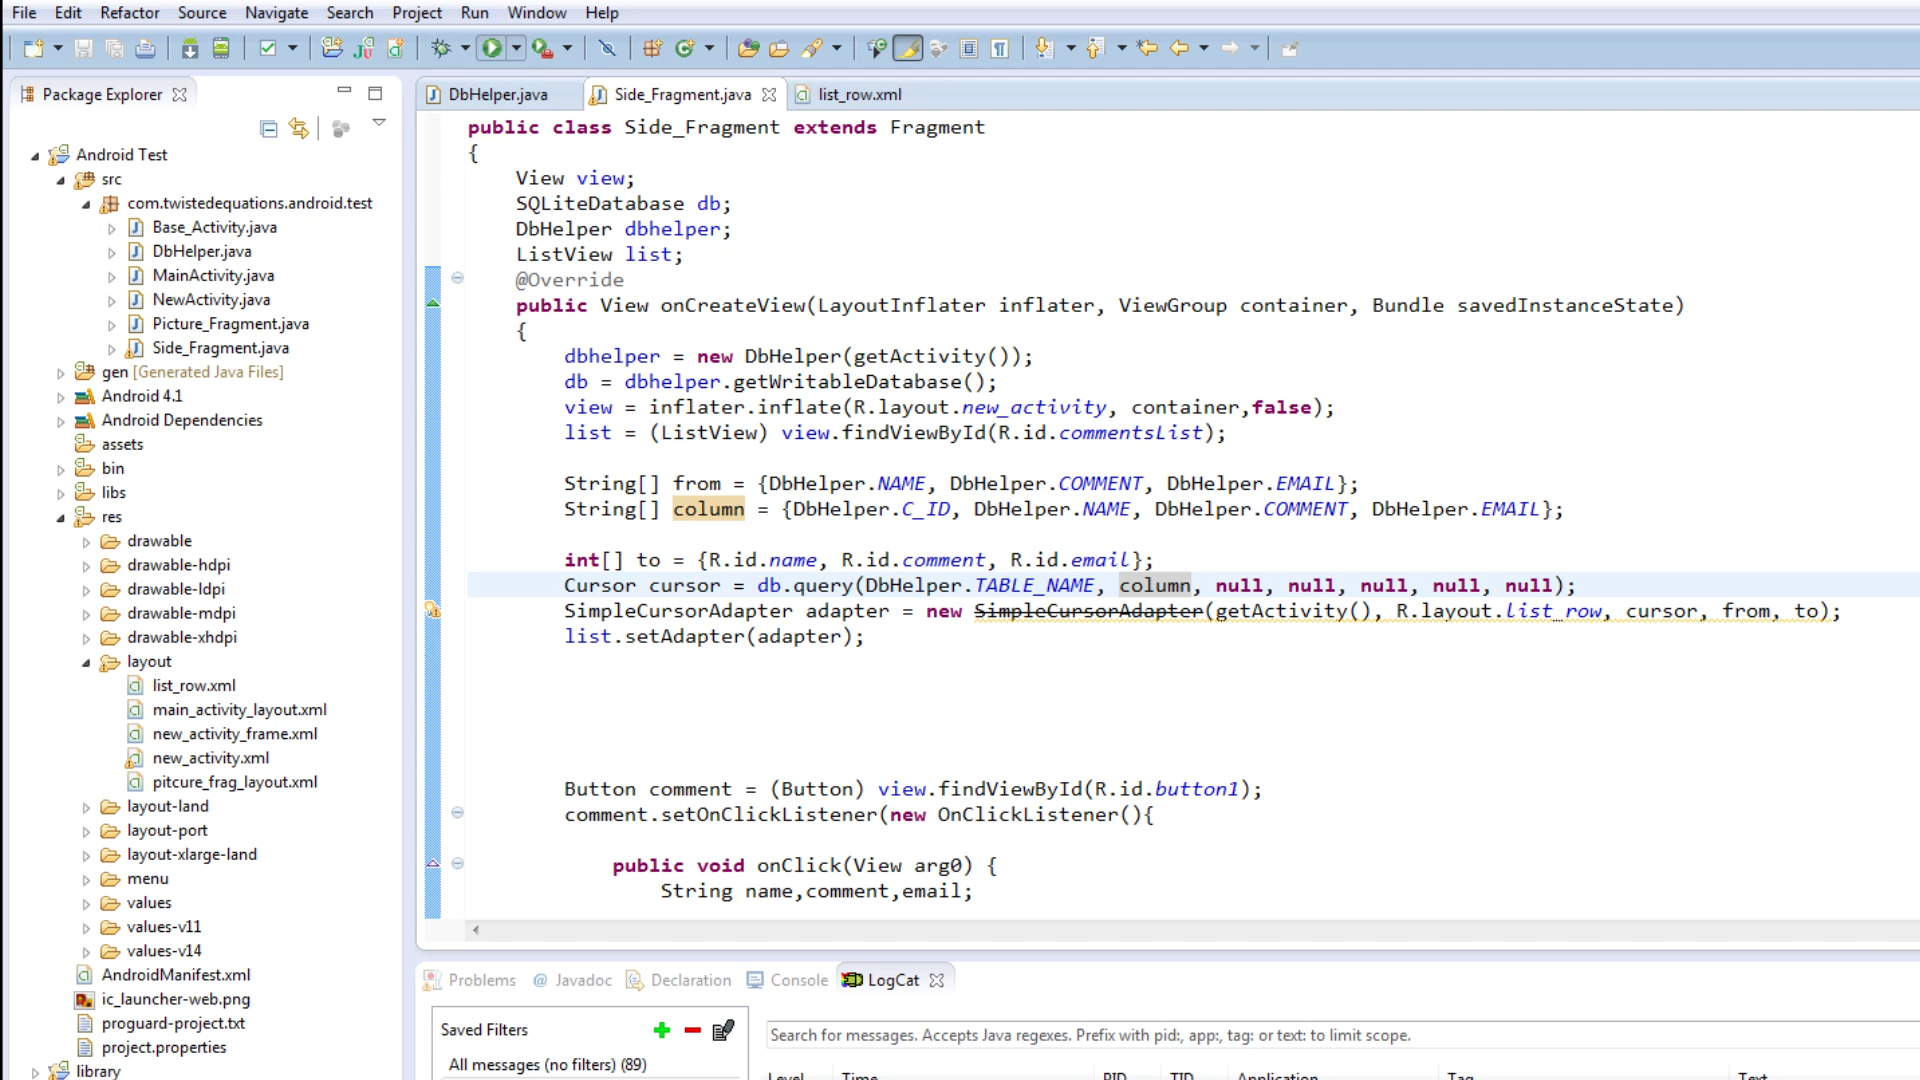 File Edit Refactor Source Navigate Search Project Run Window Help
Package Explorer
Android Test
src
com.twistedequations.android.test
Base_Activity.java
DbHelper.java
MainActivity.java
NewActivity.java
Picture_Fragment.java
Side_Fragment.java
gen [Generated Java Files]
Android 4.1
Android Dependencies
assets
bin
libs
res
drawable
drawable-hdpi
drawable-ldpi
drawable-mdpi
drawable-xhdpi
layout
list_row.xml
main_activity_layout.xml
new_activity_frame.xml
new_activity.xml
pitcure_frag_layout.xml
layout-land
layout-port
layout-xlarge-land
menu
values
values-v11
values-v14
AndroidManifest.xml
ic_launcher-web.png
proguard-project.txt
project.properties
library
DbHelper.java Side_Fragment.java list_row.xml
public class Side_Fragment extends Fragment
{
View view;
SQLiteDatabase db;
DbHelper dbhelper;
ListView list;
@Override
public View onCreateView(LayoutInflater inflater, ViewGroup container, Bundle savedInstanceState)
{
dbhelper = new DbHelper(getActivity());
db = dbhelper.getWritableDatabase();
view = inflater.inflate(R.layout.new_activity, container,false);
list = (ListView) view.findViewById(R.id.commentsList);
String[] from = {DbHelper.NAME, DbHelper.COMMENT, DbHelper.EMAIL};
String[] column = {DbHelper.C_ID, DbHelper.NAME, DbHelper.COMMENT, DbHelper.EMAIL};
int[] to = {R.id.name, R.id.comment, R.id.email};
Cursor cursor = db.query(DbHelper.TABLE_NAME, column, null, null, null, null, null);
SimpleCursorAdapter adapter = new SimpleCursorAdapter(getActivity(), R.layout.list_row, cursor, from, to);
list.setAdapter(adapter);
Button comment = (Button) view.findViewById(R.id.button1);
comment.setOnClickListener(new OnClickListener(){
public void onClick(View arg0) {
String name,comment,email;
Problems Javadoc Declaration Console LogCat
Saved Filters
All messages (no filters) (89)
Search for messages. Accepts Java regexes. Prefix with pid:, app:, tag: or text: to limit scope.
Level Time PID TID Application Tag Text